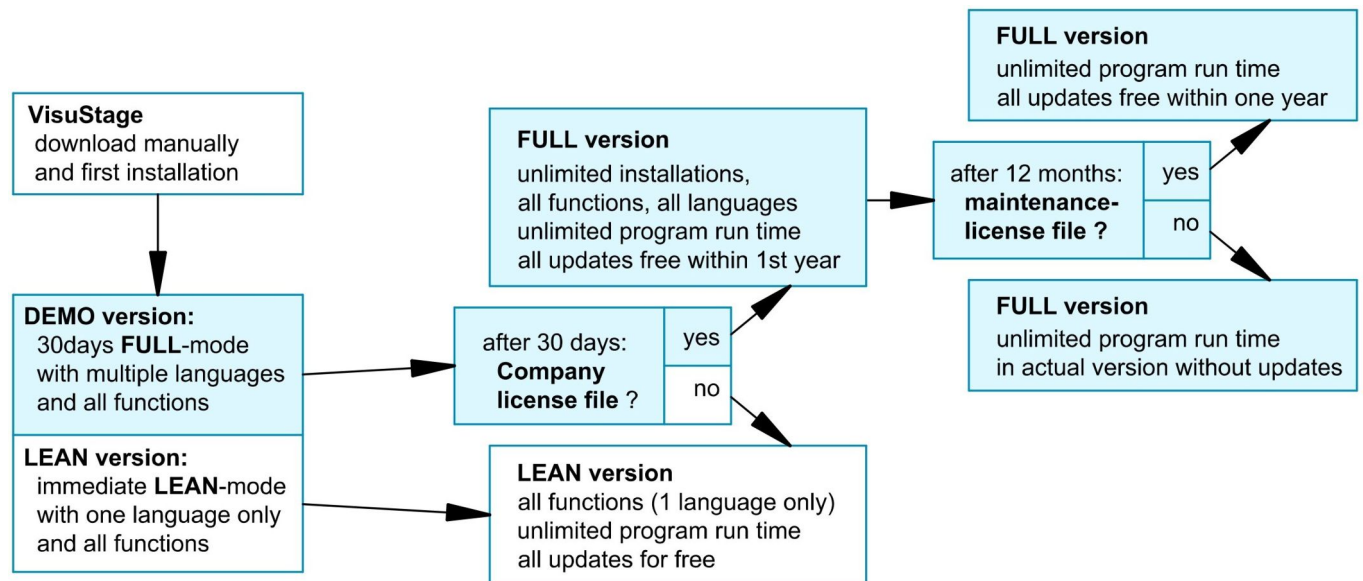 VisuStage
download manually
and first installation
DEMO version:
30days FULL-mode
with multiple languages
and all functions
LEAN version:
immediate LEAN-mode
with one language only
and all functions
after 30 days:
Company
license file ?
yes
no
FULL version
unlimited installations,
all functions, all languages
unlimited program run time
all updates free within 1st year
LEAN version
all functions (1 language only)
unlimited program run time
all updates for free
after 12 months:
maintenance-
license file ?
yes
no
FULL version
unlimited program run time
all updates free within one year
FULL version
unlimited program run time
in actual version without updates